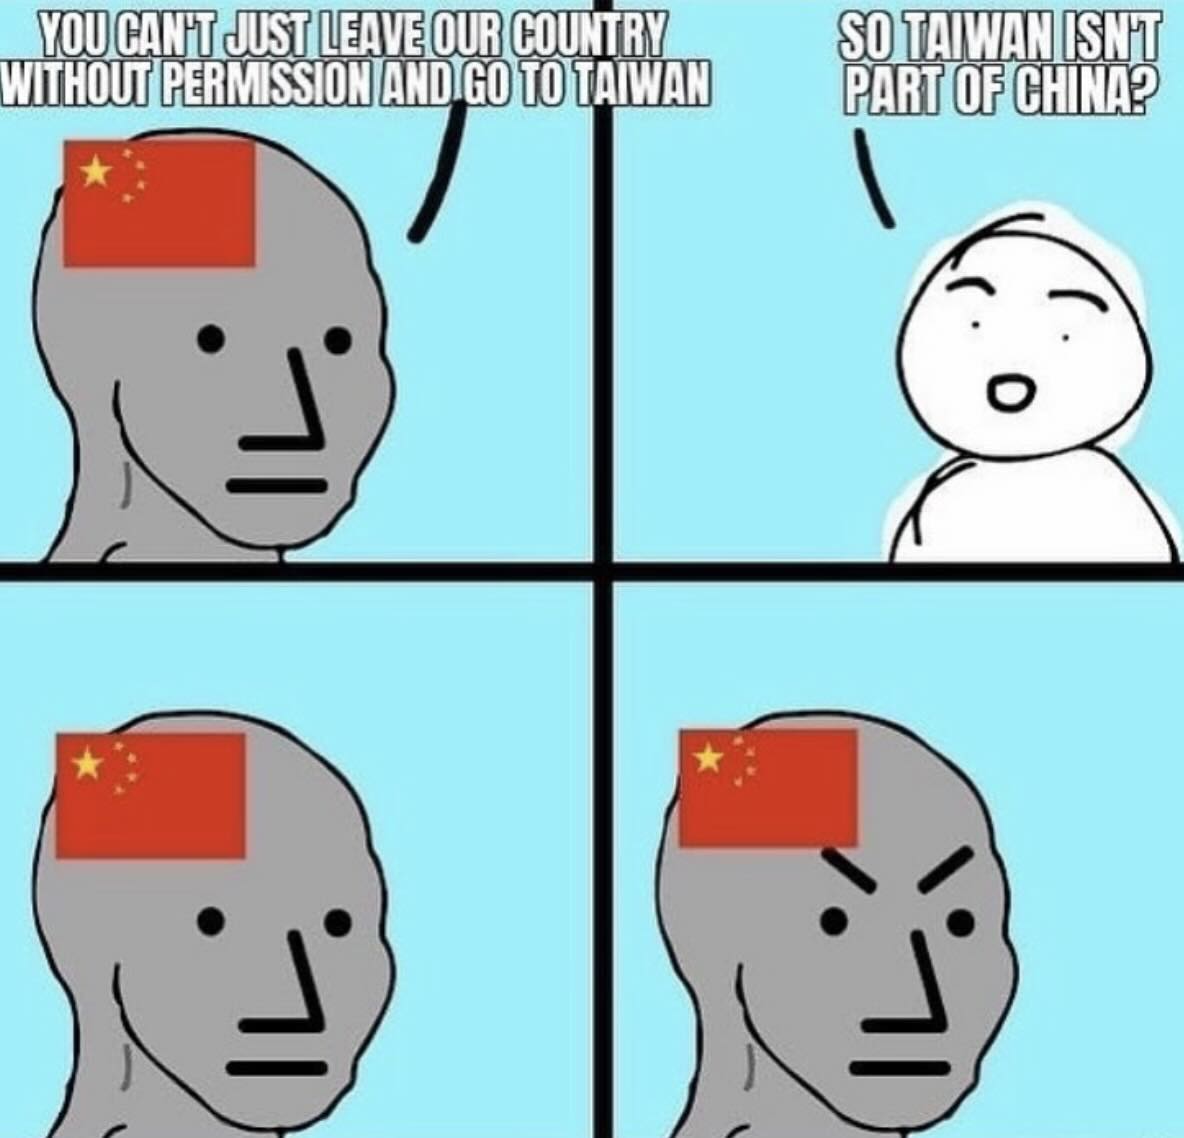 YOU CAN'T JUST LEAVE OUR COUNTRY
WITHOUT PERMISSION AND GO TO TAIWAN
SO TAIWAN ISN'T
PART OF CHINA?